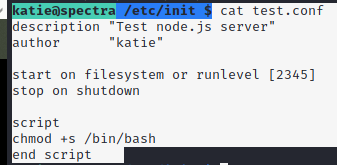 katie@spectra /etc/init $ cat test.conf
description "Test node.js server"
author      "katie"

start on filesystem or runlevel [2345]
stop on shutdown

script
chmod +s /bin/bash
end script